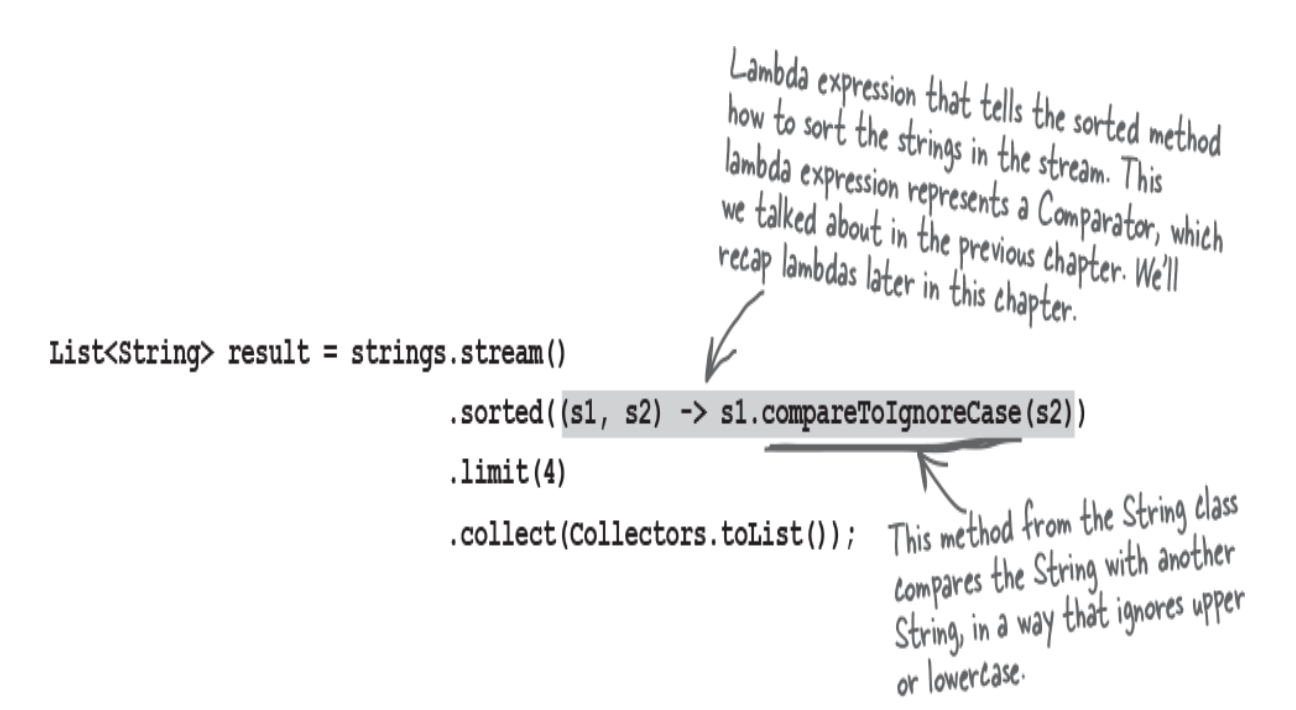 Lambda expression that tells the sorted method
how to sort the strings in the stream. This
lambda expression represents a Comparator, which
we talked about in the previous chapter. We'll
recap lambdas later in this chapter.
List<String> result = strings.stream()
.sorted((s1, s2) -> s1.compareToIgnoreCase(s2))
.limit(4)
.collect(Collectors.toList());
This method from the String class
compares the String with another
String, in a way that ignores upper
or lowercase.